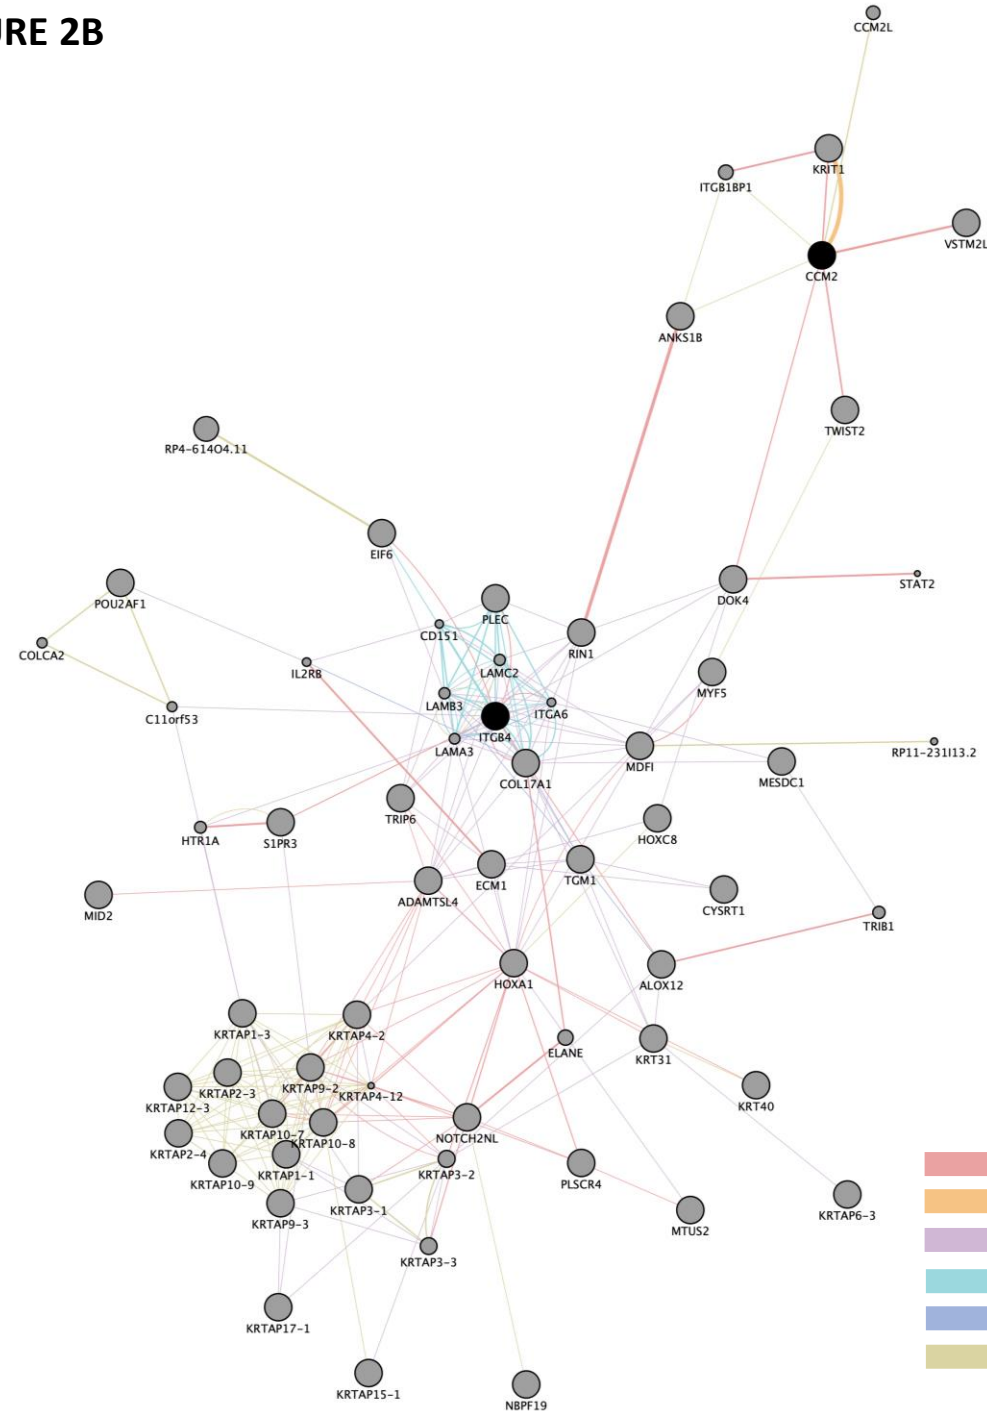 URE 2B
CCM2L
KRIT1
ITGB1BP1
VSTM2L
CCM2
ANKS1B
TWIST2
RP4-614O4.11
EIF6
STAT2
DOK4
POU2AF1
PLEC
CD151
RIN1
COLCA2
LAMC2
IL2RB
MYF5
LAMB3
ITGA6
C11orf53
ITGB4
LAMA3
RP11-231I13.2
MDFI
COL17A1
MESDC1
TRIP6
HTR1A
S1PR3
HOXC8
ECM1
TGM1
ADAMTSL4
CYSRT1
MID2
TRIB1
HOXA1
ALOX12
KRTAP1-3
KRTAP4-2
ELANE
KRT31
KRTAP9-2
KRTAP2-3
KRTAP4-12
KRTAP12-3
KRT40
KRTAP10-7
KRTAP10-8
NOTCH2NL
KRTAP2-4
KRTAP1-1
KRTAP3-2
KRTAP10-9
PLSCR4
KRTAP3-1
KRTAP6-3
KRTAP9-3
MTUS2
KRTAP3-3
KRTAP17-1
KRTAP15-1
NBPF19